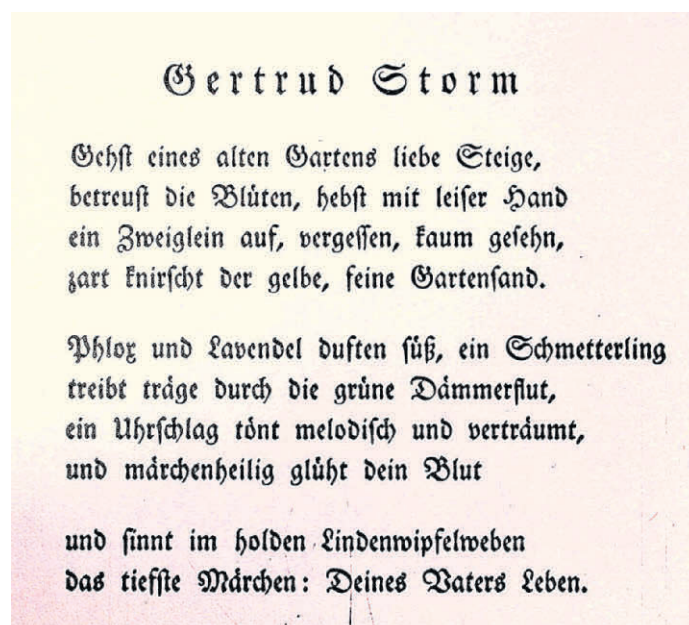 Gertrud Storm
Gehst eines alten Gartens liebe Steige,
betreust die Blüten, hebst mit leiser Hand
ein Zweiglein auf, vergessen, kaum gesehn,
zart knirscht der gelbe, feine Gartensand.
Phlox und Lavendel duften süß, ein Schmetterling
treibt träge durch die grüne Dämmerflut,
ein Uhrschlag tönt melodisch und verträumt,
und märchenheilig glüht dein Blut
und sinnt im holden Lindenwipfelweben
das tiefste Märchen: Deines Vaters Leben.